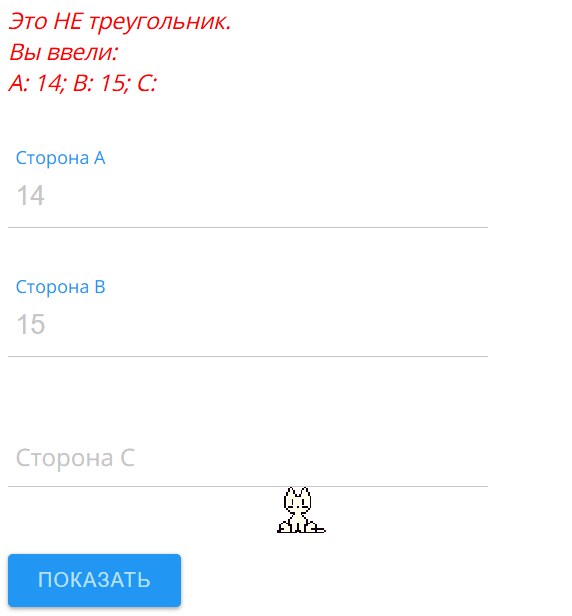 Это НЕ треугольник.
Вы ввели:
A: 14; B: 15; C:
Сторона A
14
Сторона B
15
Сторона C
ПОКАЗАТЬ